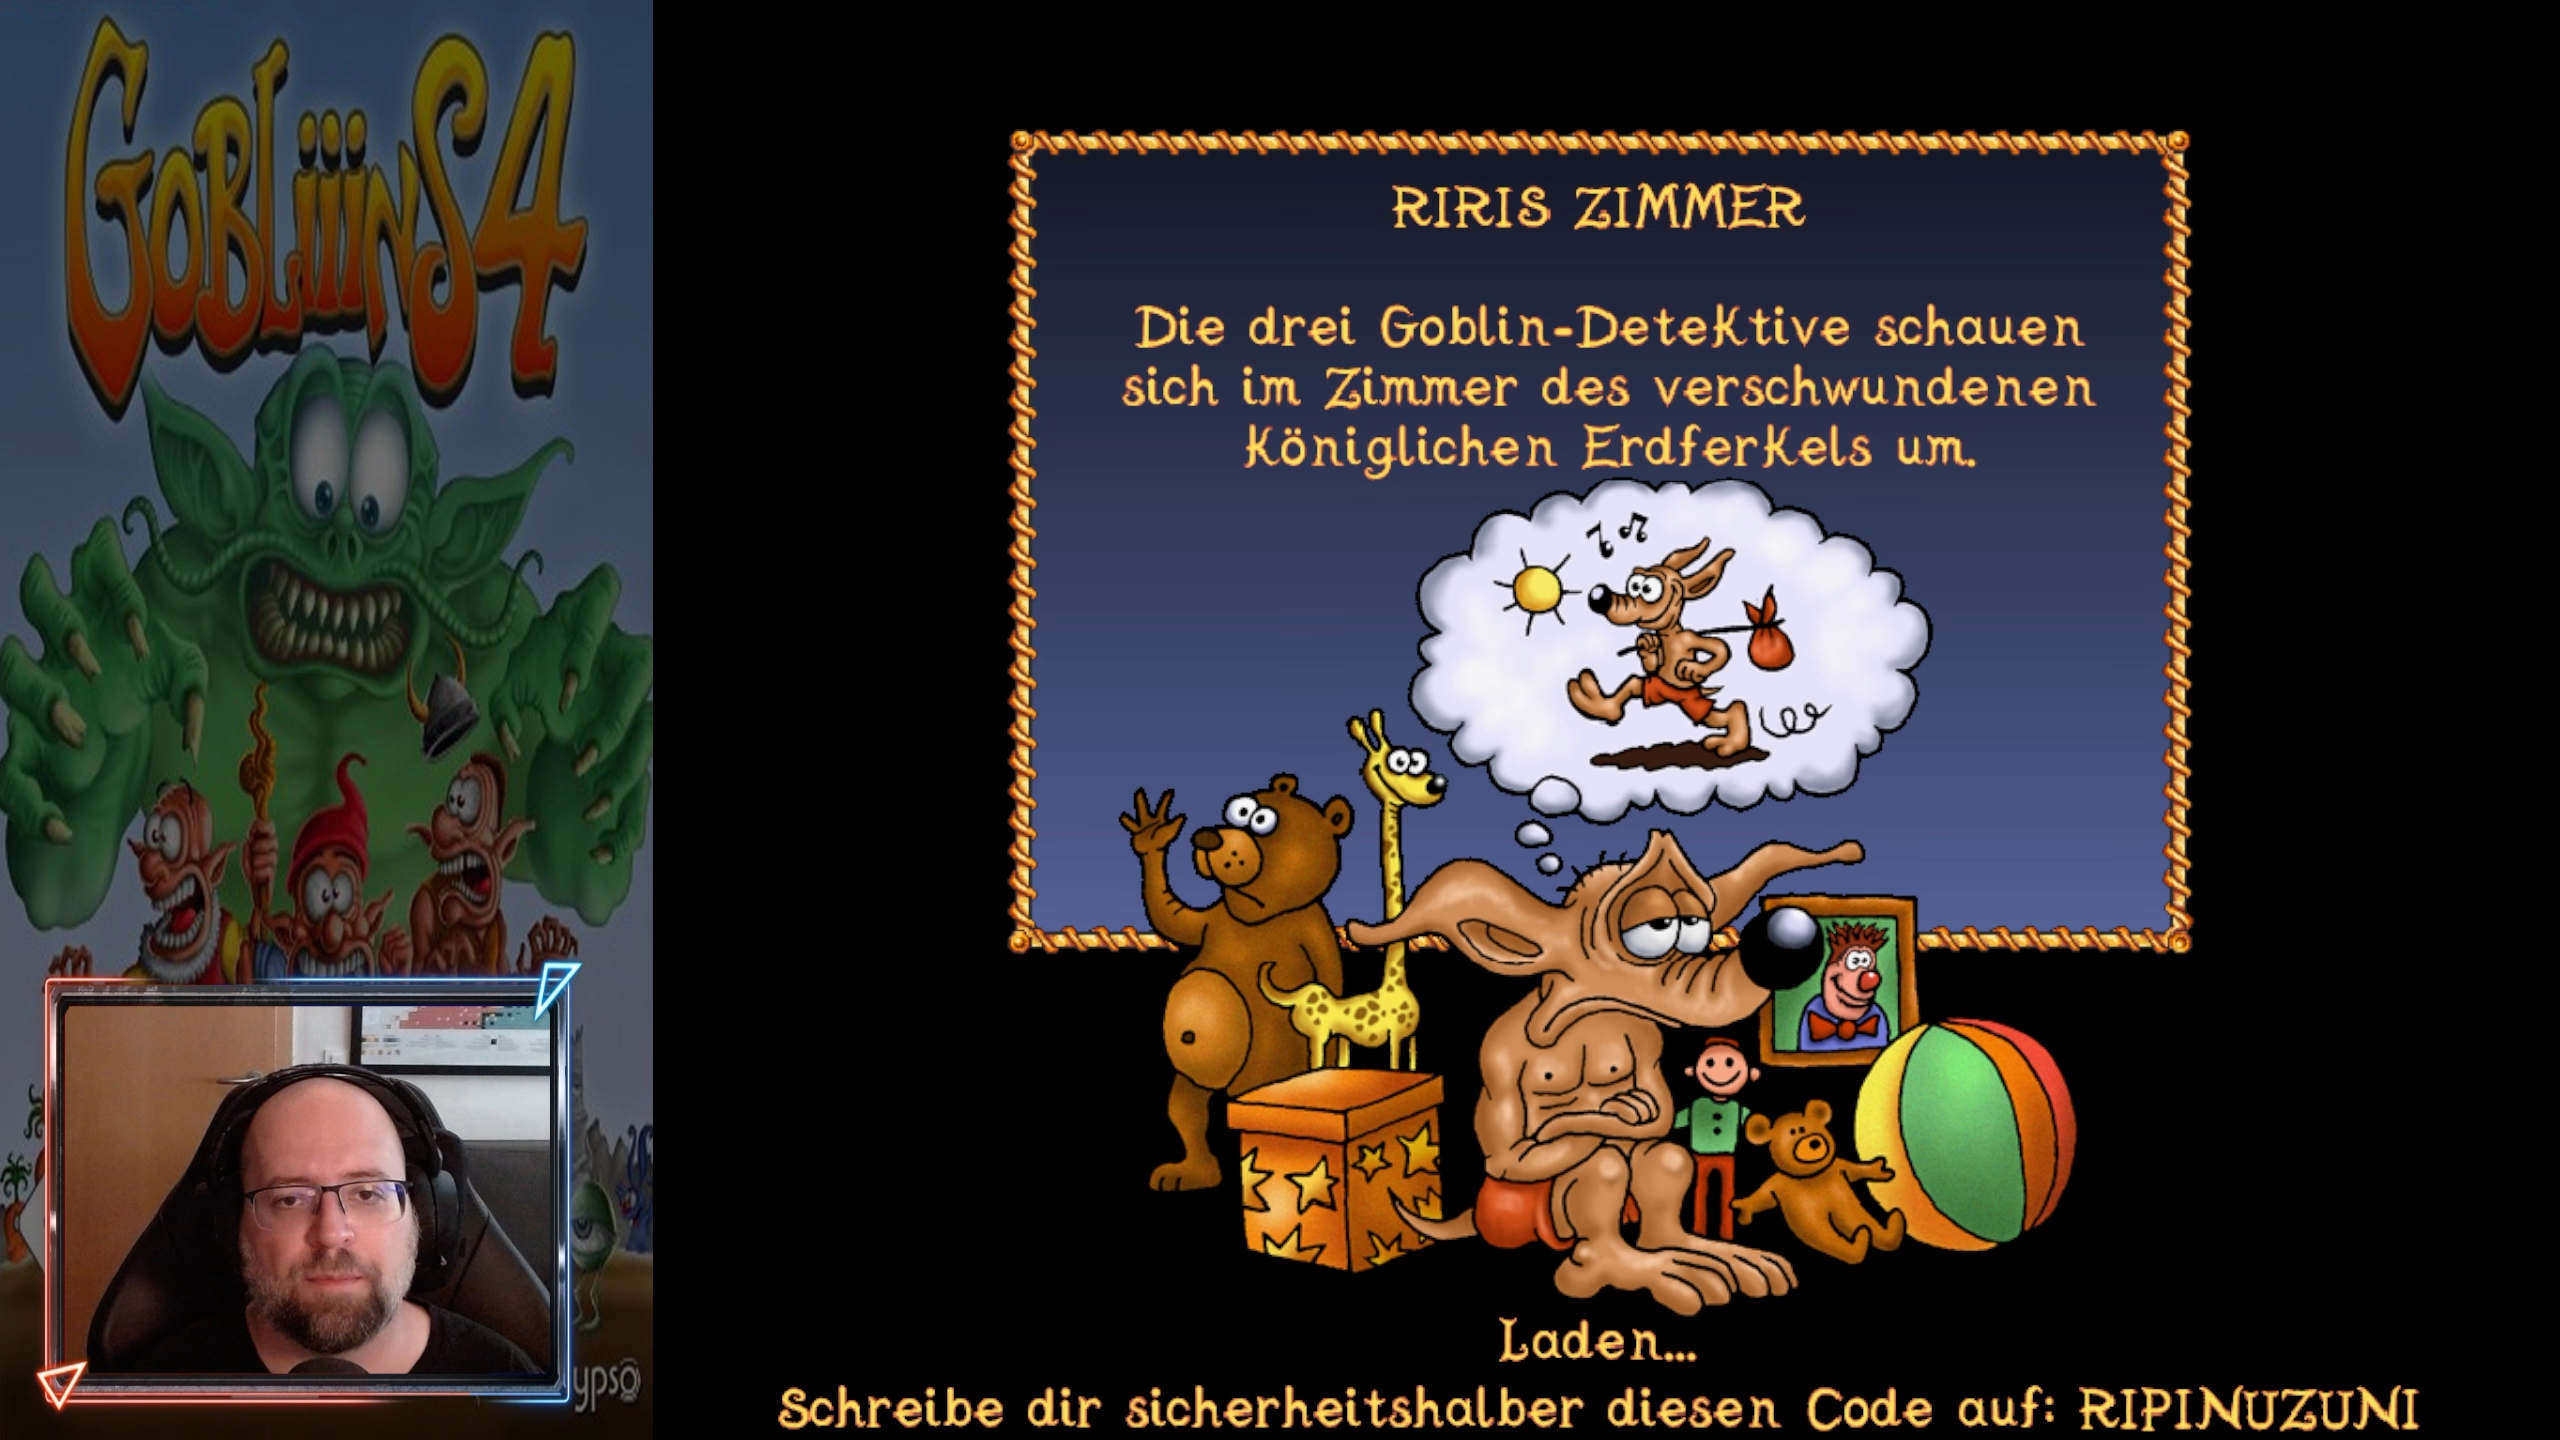 GOBLiiinS4
RIRIS ZIMMER
Die drei Goblin-Detektive schauen
sich im Zimmer des verschwundenen
Königlichen Erdferkels um.
Laden...
Schreibe dir sicherheitshalber diesen Code auf: RIPINUZUNI
ypso